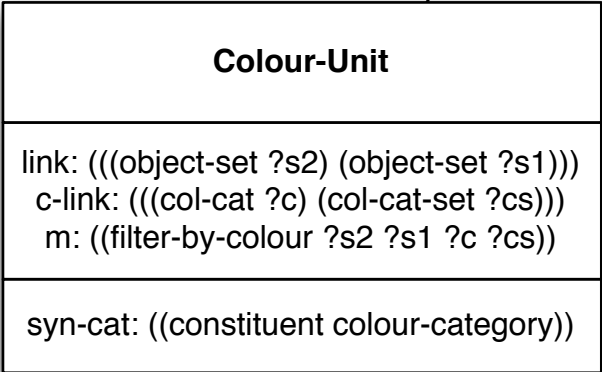 Colour-Unit
link: (((object-set ?s2) (object-set ?s1)))
c-link: (((col-cat ?c) (col-cat-set ?cs)))
m: ((filter-by-colour ?s2 ?s1 ?c ?cs))
syn-cat: ((constituent colour-category))